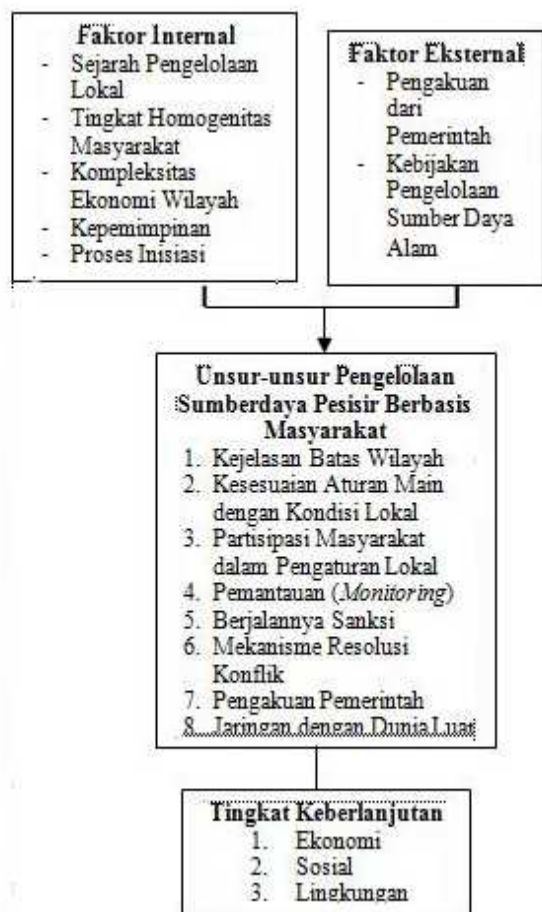 Faktor Internal
- Sejarah Pengelolaan
Lokal
- Tingkat Homogenitas
Masyarakat
- Kompleksitas
Ekonomi Wilayah
- Kepemimpinan
- Proses Inisiasi
Faktor Eksternal
- Pengakuan
dari
Pemerintah
- Kebijakan
Pengelolaan
Sumber Daya
Alam
Unsur-unsur Pengelolaan
Sumberdaya Pesisir Berbasis
Masyarakat
1. Kejelasan Batas Wilayah
2. Kesesuaian Aturan Main
dengan Kondisi Lokal
3. Partisipasi Masyarakat
dalam Pengaturan Lokal
4. Pemantauan (Monitoring)
5. Berjalannya Sanksi
6. Mekanisme Resolusi
Konflik
7. Pengakuan Pemerintah
8. Jaringan dengan Dunia Luar
Tingkat Keberlanjutan
1. Ekonomi
2. Sosial
3. Lingkungan